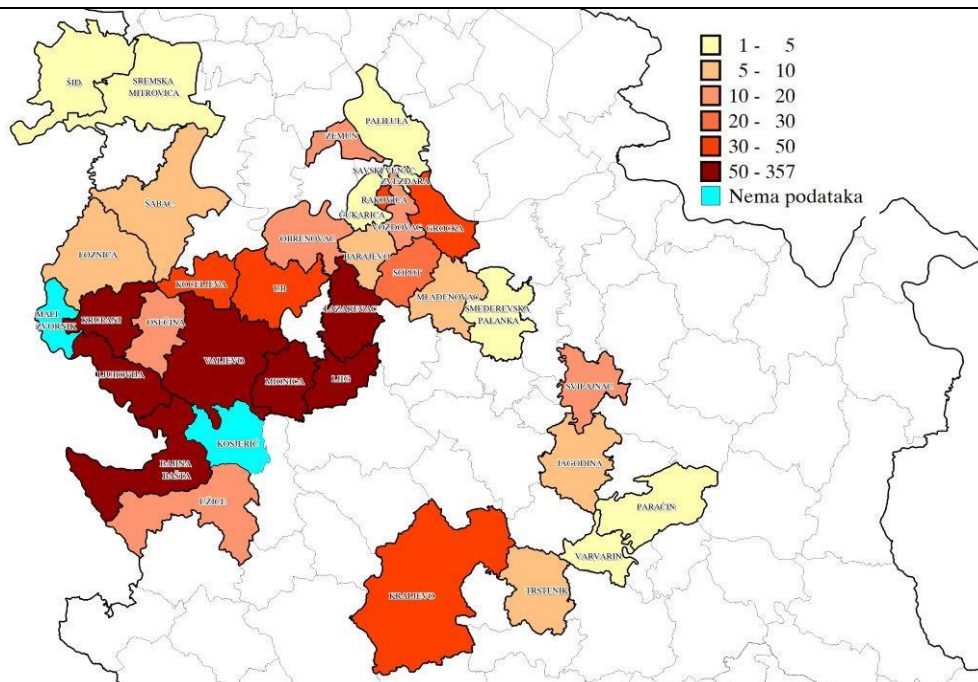 ŠID
SREMSKA
MITROVICA
PALILULA
ZEMUN
SAVSKI VENAC
ZVEZDARA
RAKOVICA
ČUKARICA
VOŽDOVAC
GROCKA
ŠABAC
OBRENOVAC
LOZNICA
BARAJEVO
SOPOT
KOCELJEVA
UB
MLADENOVAC
LAZAREVAC
SMEDEREVSKA
PALANKA
MALI
ZVORNIK
KRUPANJ
OSEČINA
VALJEVO
LJUBOVIJA
MIONICA
LJIG
SVILAJNAC
KOSJERIĆ
BAJINA
BAŠTA
JAGODINA
UŽICE
PARAĆIN
VARVARIN
KRALJEVO
TRSTENIK
1 - 5
5 - 10
10 - 20
20 - 30
30 - 50
50 - 357
Nema podataka